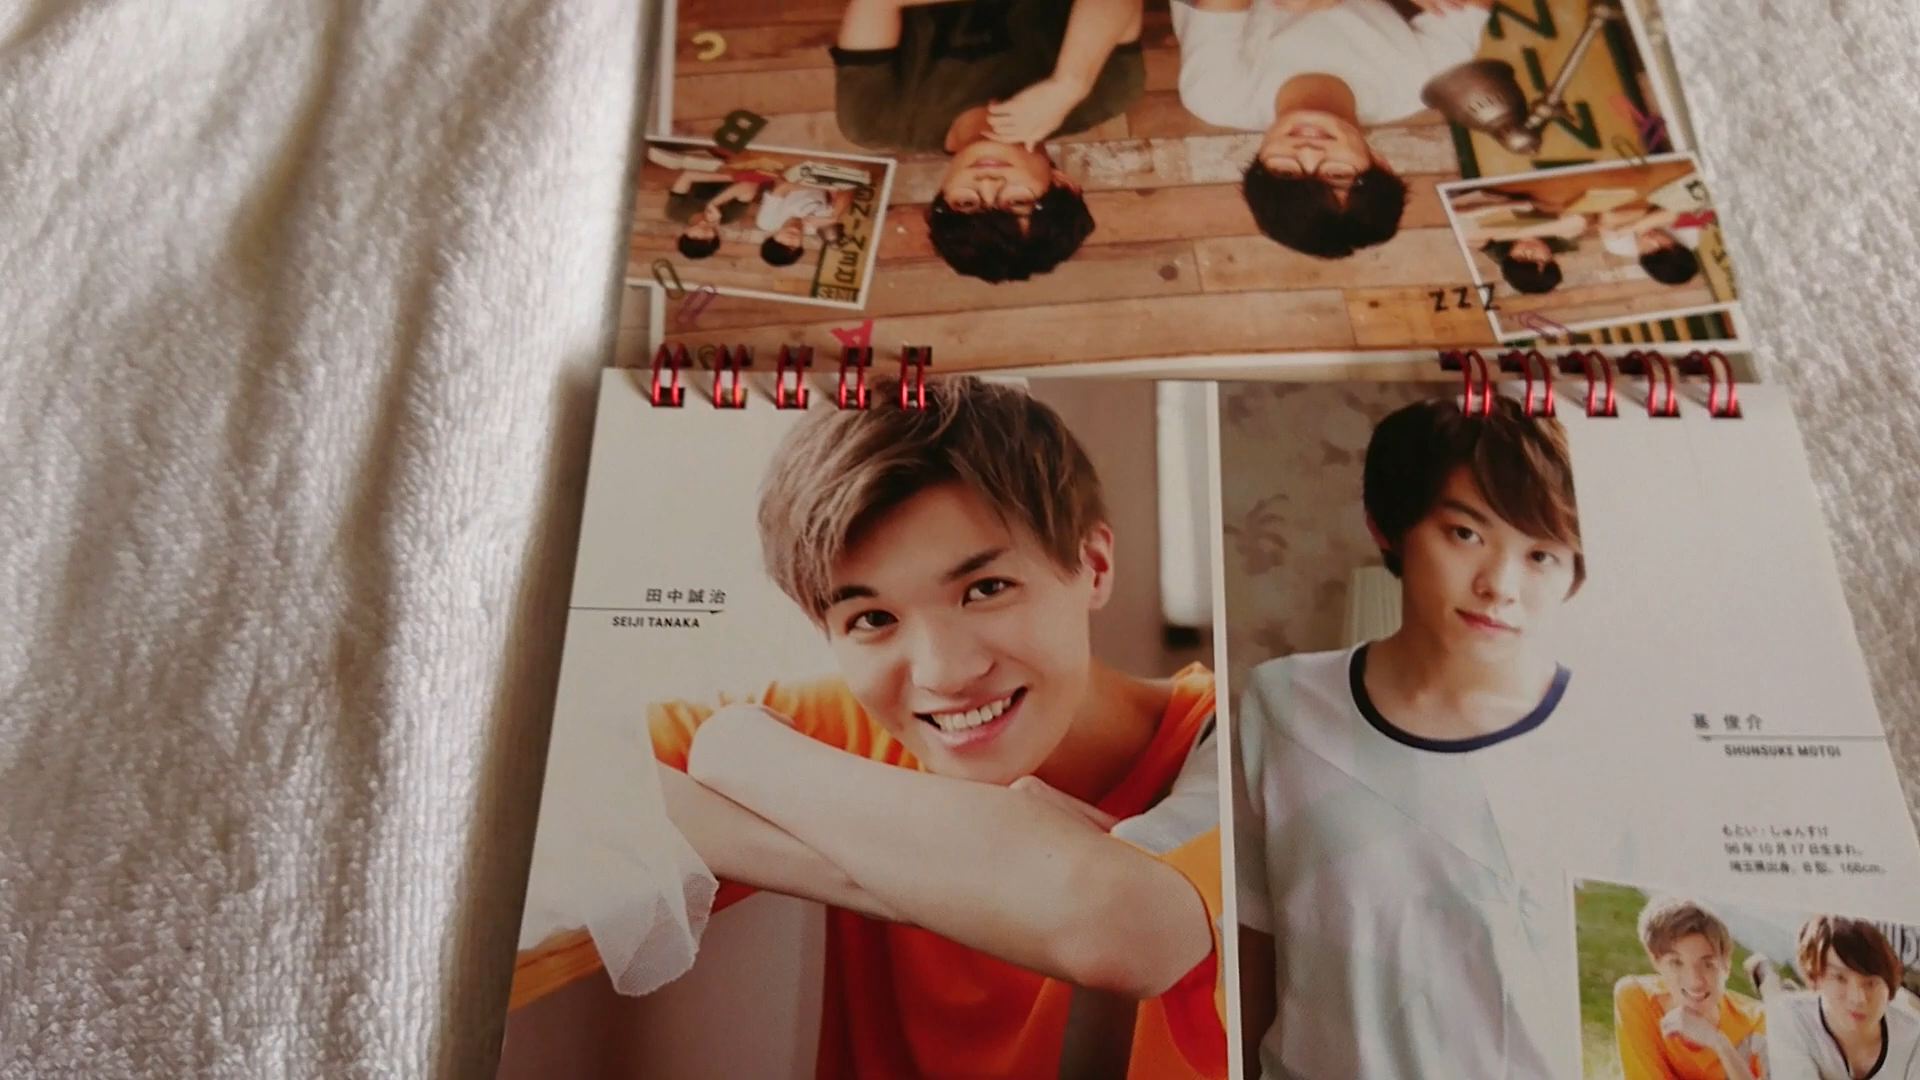 ZZZ
田中誠治
SEIJI TANAKA
基 俊介
SHUNSUKE MOTOI
もとい・しゅんすけ
96年10月17日生まれ。
埼玉県出身。B型。166cm。